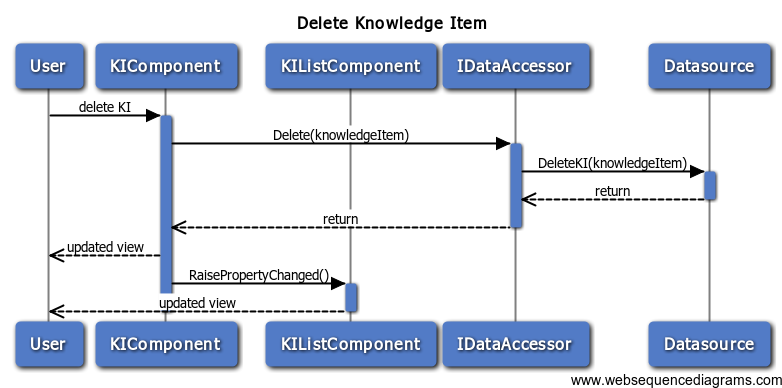 Delete Knowledge Item
User KIComponent KIListComponent IDataAccessor Datasource
delete KI
Delete(knowledgeItem)
DeleteKI(knowledgeItem)
return
return
updated view
RaisePropertyChanged()
updated view
User KIComponent KIListComponent IDataAccessor Datasource
www.websequencediagrams.com